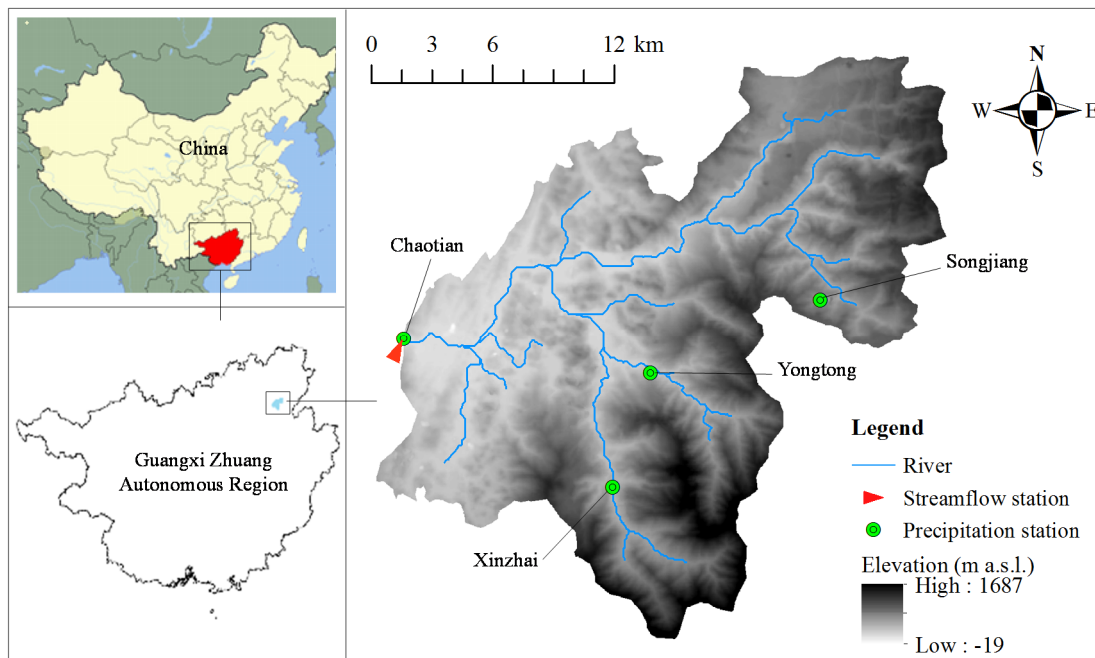 China
Guangxi Zhuang
Autonomous Region
0 3 6 12 km
N
W E
S
Chaotian
Songjiang
Yongtong
Xinzhai
Legend
River
Streamflow station
Precipitation station
Elevation (m a.s.l.)
High : 1687
Low : -19